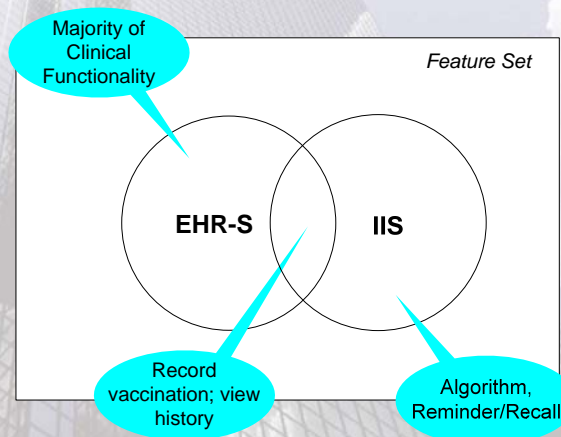 Majority of
Clinical
Functionality
Feature Set
EHR-S
IIS
Record
vaccination; view
history
Algorithm,
Reminder/Recall